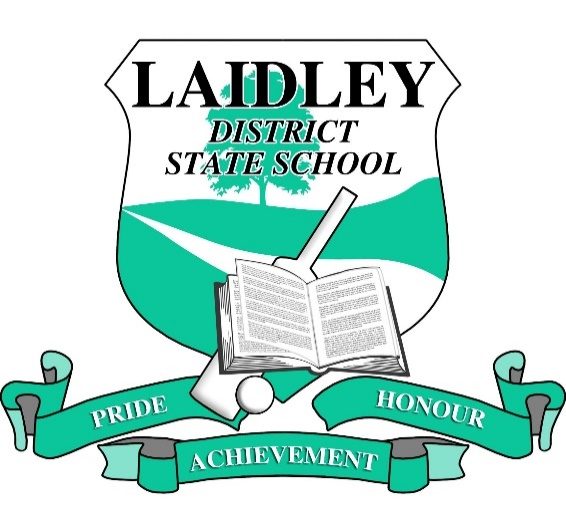 LAIDLEY
DISTRICT
STATE SCHOOL
PRIDE
ACHIEVEMENT
HONOUR